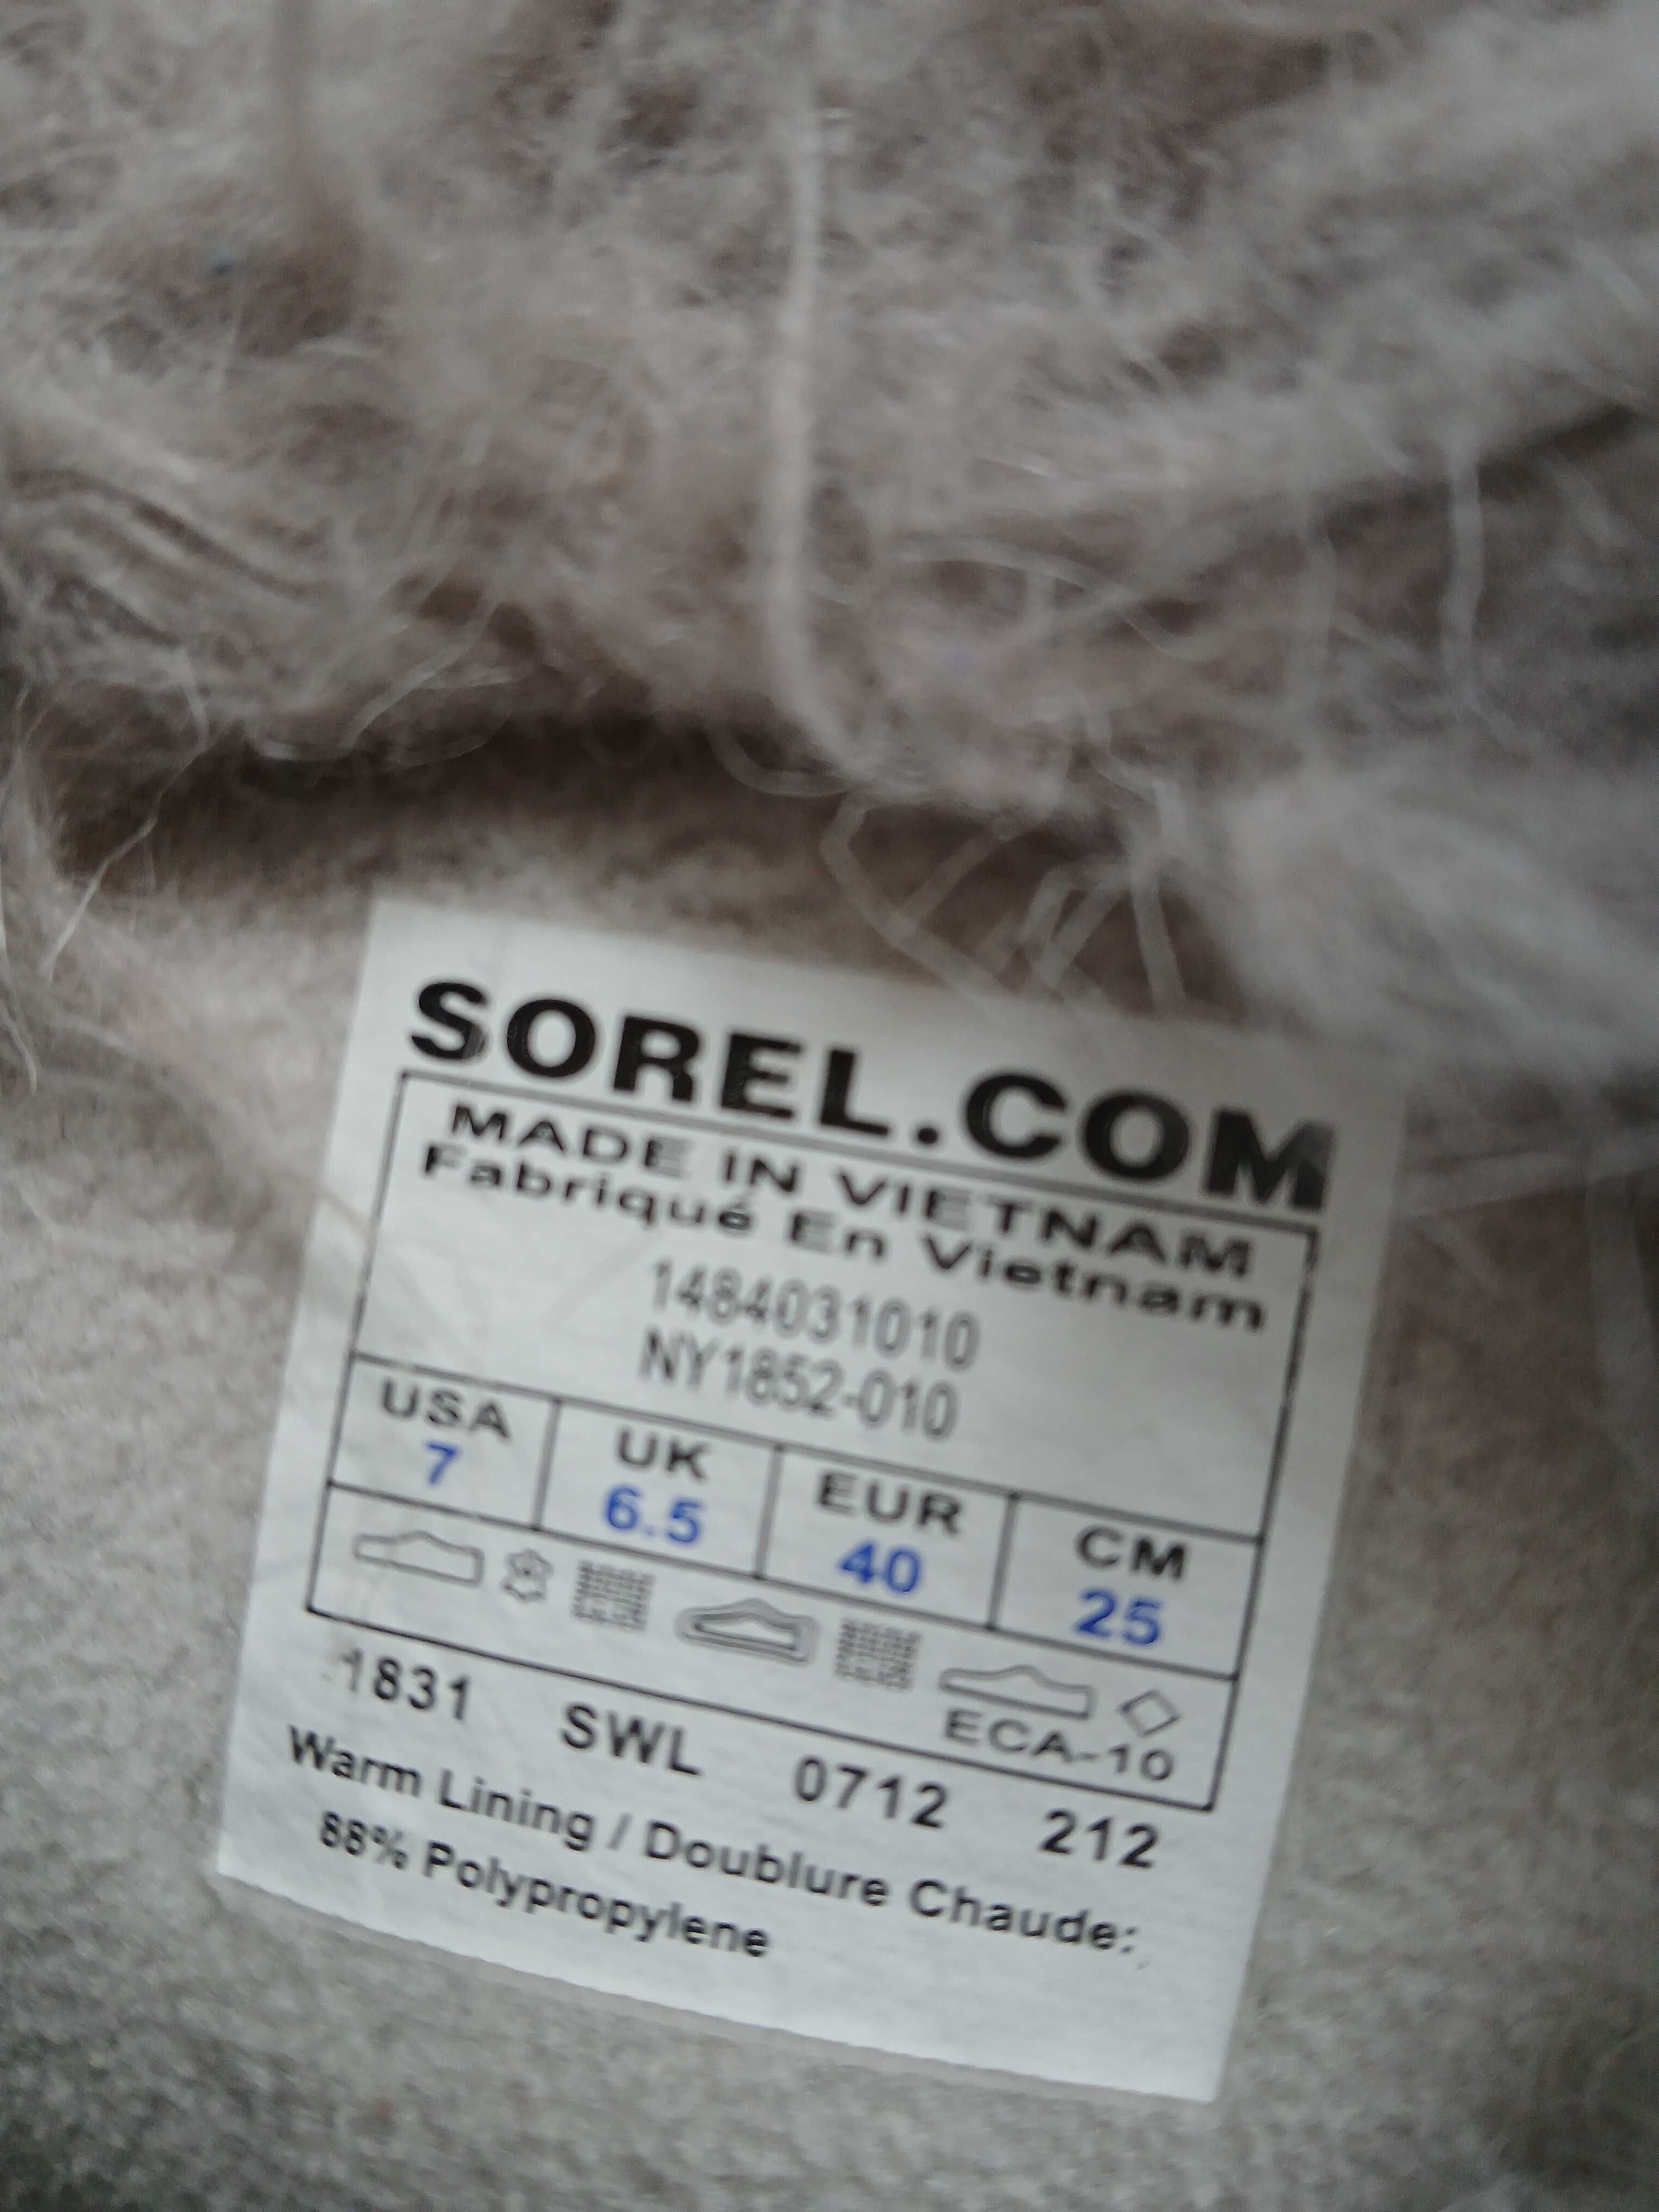 SOREL.COM
MADE IN VIETNAM
Fabriqué En Vietnam
1484031010
NY1852-010
USA UK EUR CM
7 6.5 40 25
ECA-10
1831 SWL 0712 212
Warm Lining / Doublure Chaude:
88% Polypropylene